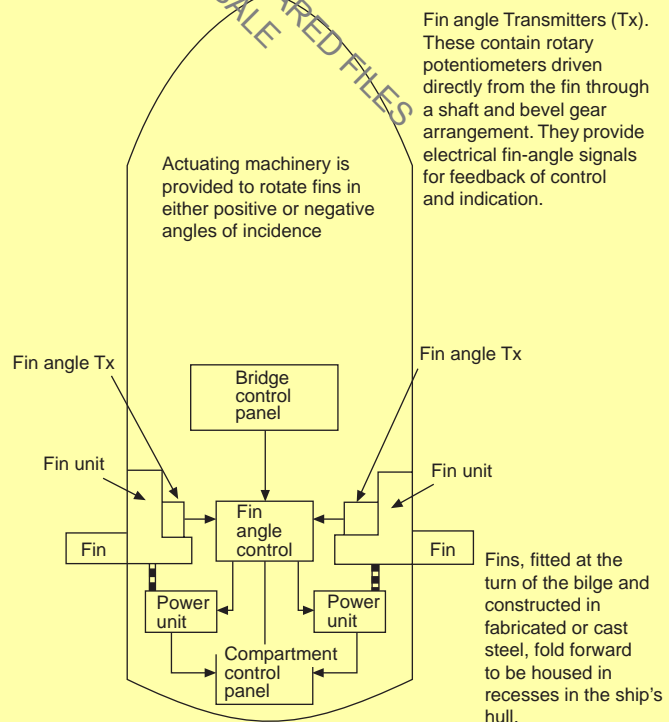 ARED FILES
ALE
Fin angle Transmitters (Tx).
These contain rotary
potentiometers driven
directly from the fin through
a shaft and bevel gear
arrangement. They provide
electrical fin-angle signals
for feedback of control
and indication.
Actuating machinery is
provided to rotate fins in
either positive or negative
angles of incidence
Fin angle Tx
Bridge
control
panel
Fin angle Tx
Fin unit
Fin unit
Fin
angle
control
Fin
Fin
Power
unit
Power
unit
Compartment
control
panel
Fins, fitted at the
turn of the bilge and
constructed in
fabricated or cast
steel, fold forward
to be housed in
recesses in the ship's
hull.